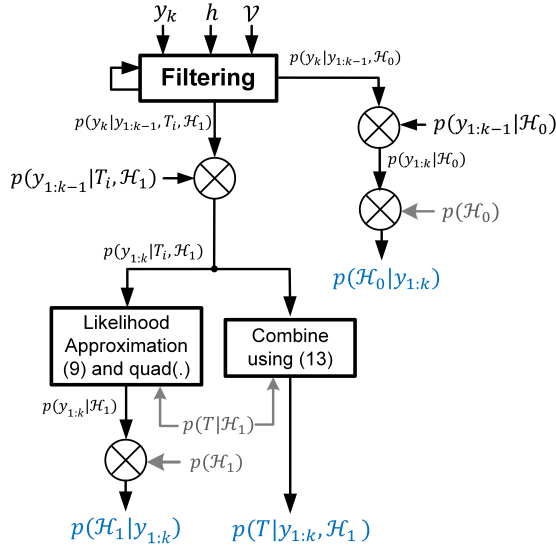 y_k h 𝒱
Filtering
p(y_k|y_{1:k−1}, ℋ_0)
p(y_k|y_{1:k−1}, T_i, ℋ_1)
p(y_{1:k−1}|ℋ_0)
p(y_{1:k}|ℋ_0)
p(y_{1:k−1}|T_i, ℋ_1)
p(ℋ_0)
p(y_{1:k}|T_i, ℋ_1)
p(ℋ_0|y_{1:k})
Likelihood
Approximation
(9) and quad(.)
Combine
using (13)
p(y_{1:k}|ℋ_1)
p(T|ℋ_1)
p(ℋ_1)
p(ℋ_1|y_{1:k})
p(T|y_{1:k}, ℋ_1)